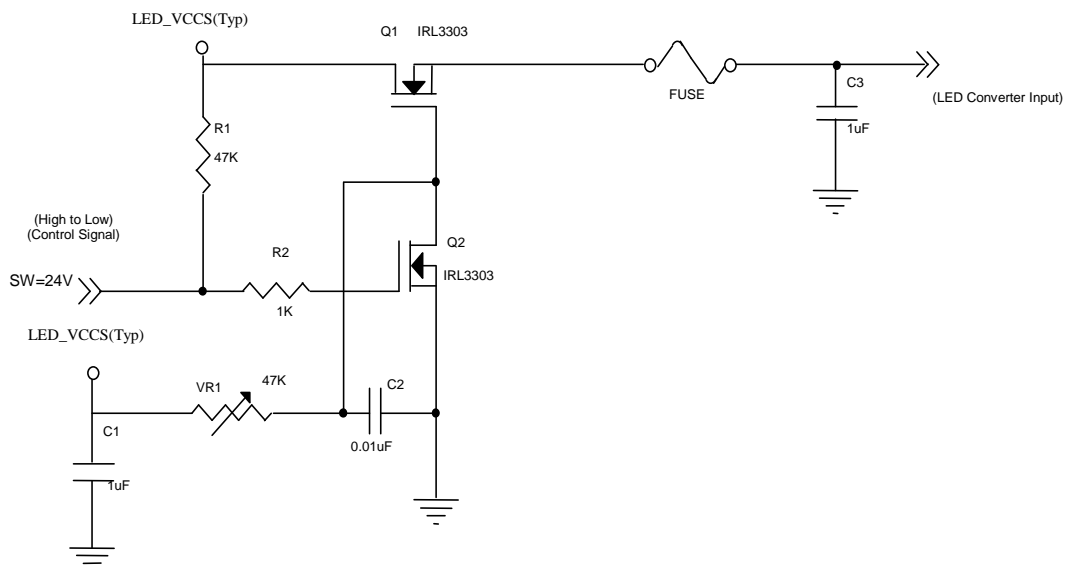 LED_VCCS(Typ)
Q1 IRL3303
R1
47K
FUSE
C3
1uF
(LED Converter Input)
(High to Low)
(Control Signal)
SW=24V
R2
1K
Q2
IRL3303
LED_VCCS(Typ)
VR1
47K
C2
0.01uF
C1
1uF